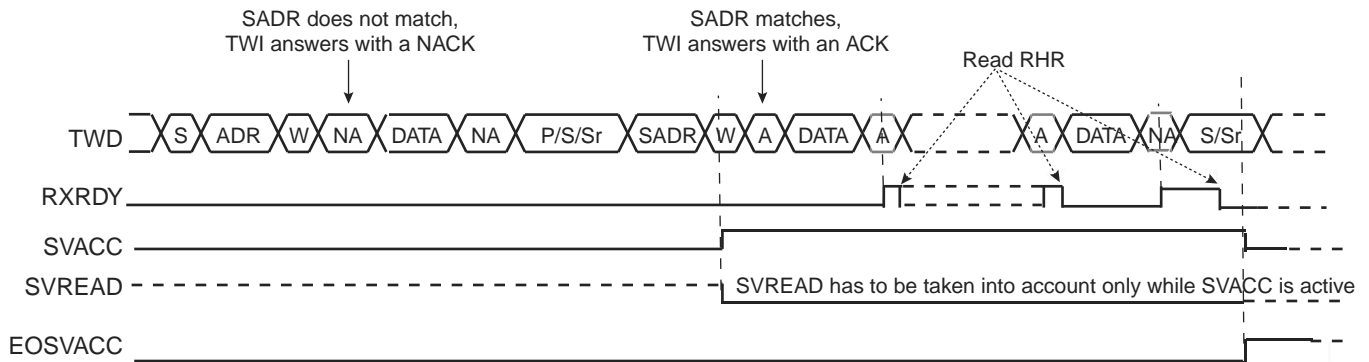 SADR does not match,
TWI answers with a NACK
SADR matches,
TWI answers with an ACK
Read RHR
TWD S ADR W NA DATA NA P/S/Sr SADR W A DATA A A DATA NA S/Sr
RXRDY
SVACC
SVREAD SVREAD has to be taken into account only while SVACC is active
EOSVACC